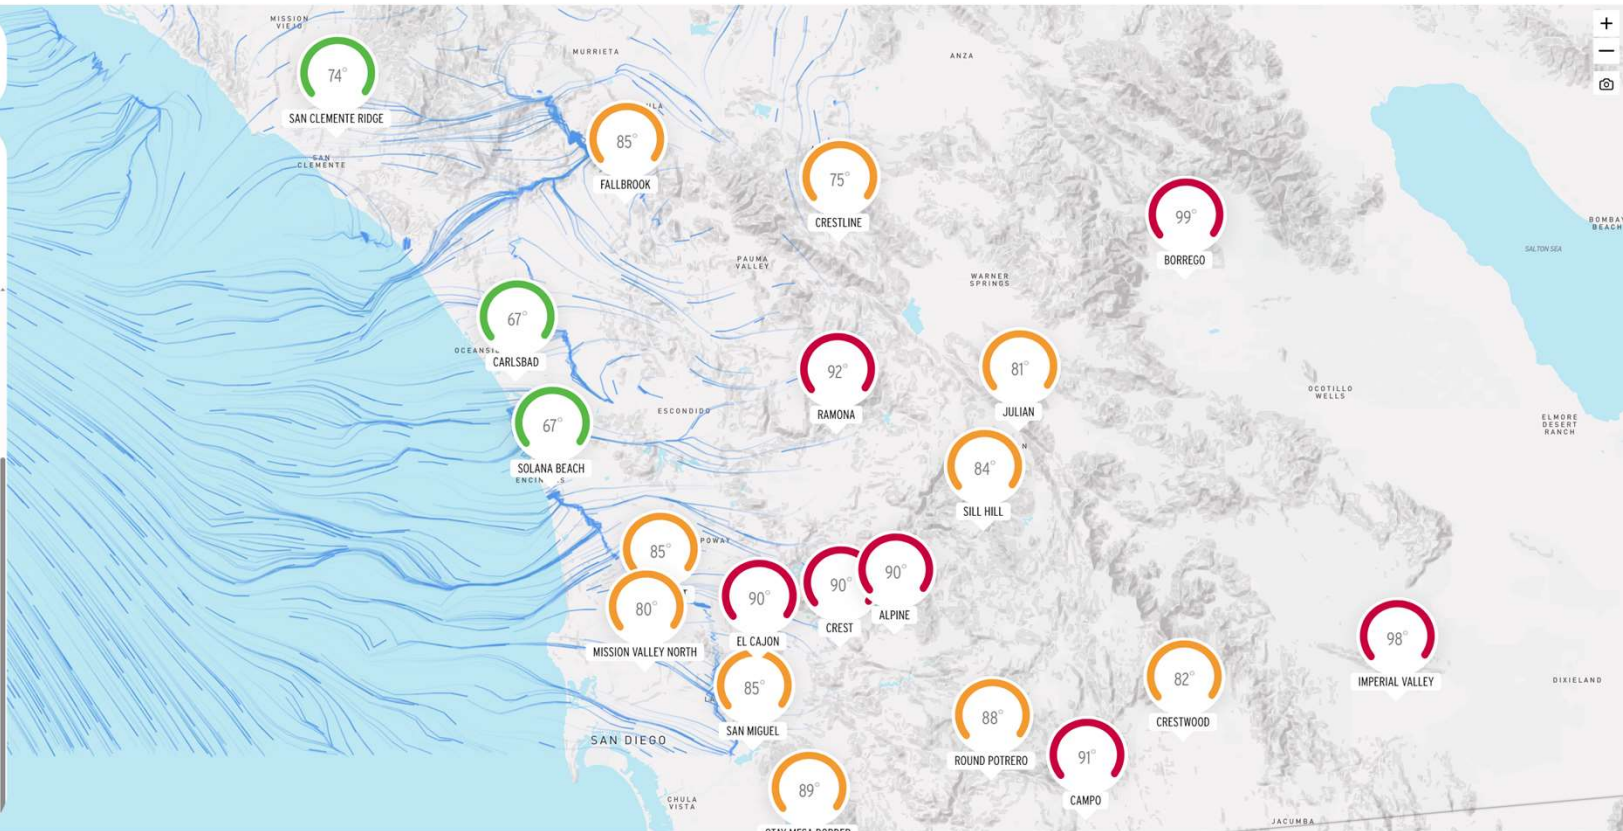 MISSION
VIEJO
MURRIETA
ANZA
74°
SAN CLEMENTE RIDGE
85°
FALLBROOK
SAN
CLEMENTE
75°
CRESTLINE
99°
BORREGO
BOMBAY
BEACH
SALTON SEA
PAUMA
VALLEY
WARNER
SPRINGS
67°
CARLSBAD
92°
RAMONA
81°
JULIAN
OCOTILLO
WELLS
ESCONDIDO
67°
SOLANA BEACH
ELMORE
DESERT
RANCH
84°
SILL HILL
85°
POWAY
80°
MISSION VALLEY NORTH
90°
EL CAJON
90°
CREST
90°
ALPINE
98°
IMPERIAL VALLEY
DIXIELAND
82°
CRESTWOOD
85°
SAN MIGUEL
88°
ROUND POTRERO
SAN DIEGO
91°
CAMPO
89°
CHULA
VISTA
JACUMBA